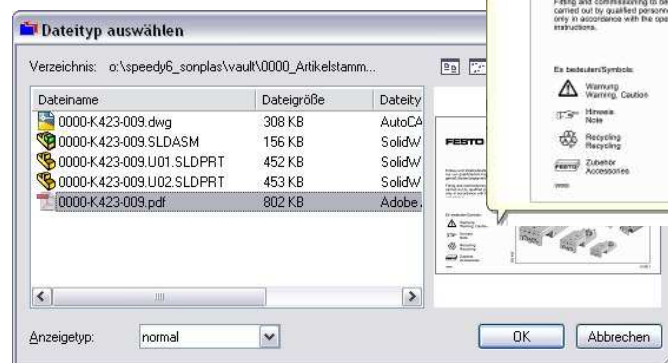 Dateityp auswählen
Verzeichnis: o:\speedy6_sonplas\vault\0000_Artikelstamm...
Dateiname Dateigröße Dateity
0000-K423-009.dwg 308 KB AutoCA
0000-K423-009.SLDASM 156 KB SolidW
0000-K423-009.U01.SLDPRT 452 KB SolidW
0000-K423-009.U02.SLDPRT 453 KB SolidW
0000-K423-009.pdf 802 KB Adobe.
Anzeigetyp: normal
OK Abbrechen
Fitting and commissioning to be
carried out by qualified personn
only in accordance with the ope
instructions.
Es bedeuten/Symbols:
Warnung
Warning, Caution
Hinweis
Note
Recycling
Recycling
FESTO Zubehör
Accessories
FESTO